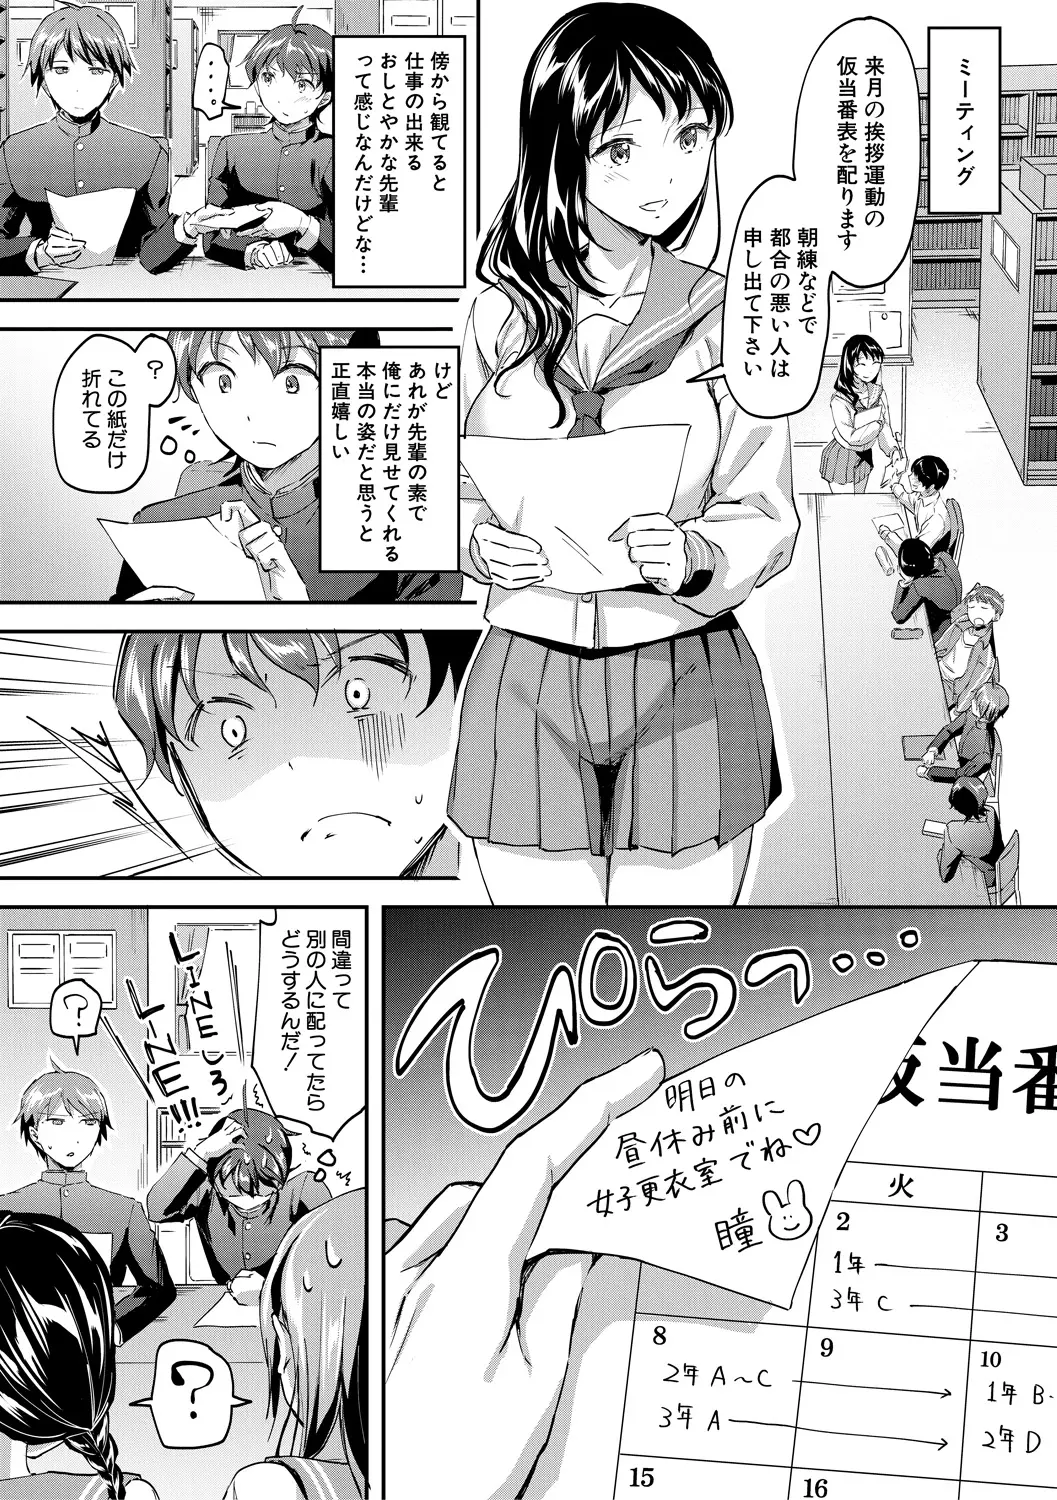 ミーティング
来月の挨拶運動の
仮当番表を配ります
朝練などで
都合の悪い人は
申し出て下さい
傍から観てると
仕事の出来る
おしとやかな先輩
って感じなんだけどな…
……
けど
あれが先輩の素で
俺にだけ見せてくれる
本当の姿だと思うと
正直嬉しい
?
この紙だけ
折れてる
ぴらっ…
仮当番
明日の
昼休み前に
女子更衣室でね♡
瞳
火
2
3
1年
3年 C
8
9
10
2年 A～C
1年 B
3年 A
2年 D
15
16
間違って
別の人に配ってたら
どうするんだ!
LINEしろ
LINE!!!
?
?